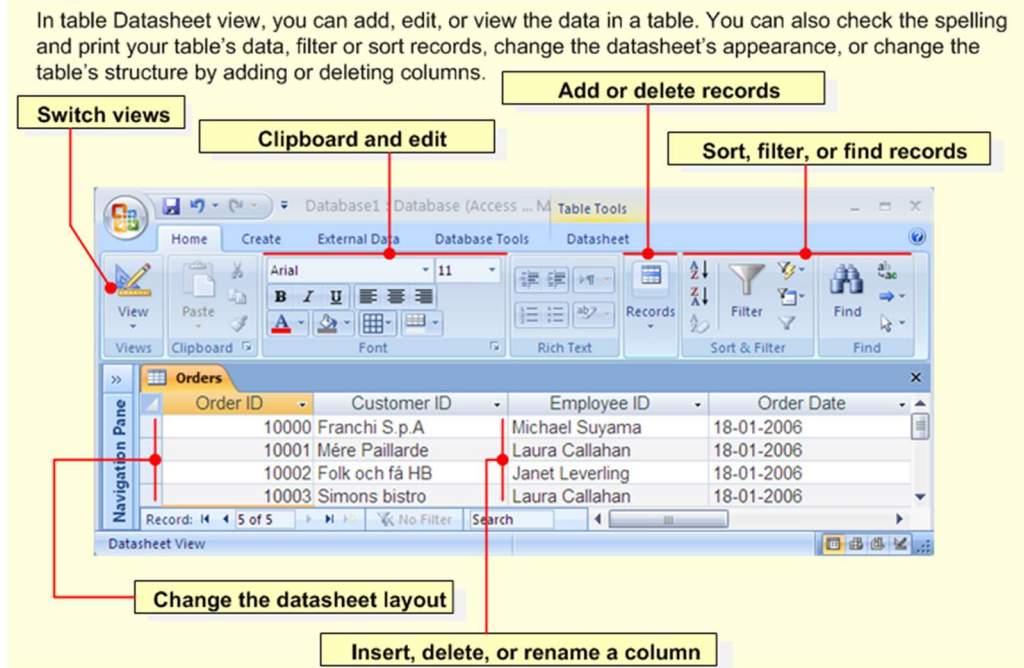 In table Datasheet view, you can add, edit, or view the data in a table. You can also check the spelling
and print your table's data, filter or sort records, change the datasheet's appearance, or change the
table's structure by adding or deleting columns.
Add or delete records
Switch views
Clipboard and edit
Sort, filter, or find records
Database1 : Database (Access ... M
Table Tools
Home Create External Data Database Tools Datasheet
Arial 11
View Paste B I U Records Filter Find
Views Clipboard Font Rich Text Sort & Filter Find
Orders
Navigation Pane
Order ID Customer ID Employee ID Order Date
10000 Franchi S.p.A Michael Suyama 18-01-2006
10001 Mére Paillarde Laura Callahan 18-01-2006
10002 Folk och fá HB Janet Leverling 18-01-2006
10003 Simons bistro Laura Callahan 18-01-2006
Record: 5 of 5 No Filter Search
Datasheet View
Change the datasheet layout
Insert, delete, or rename a column